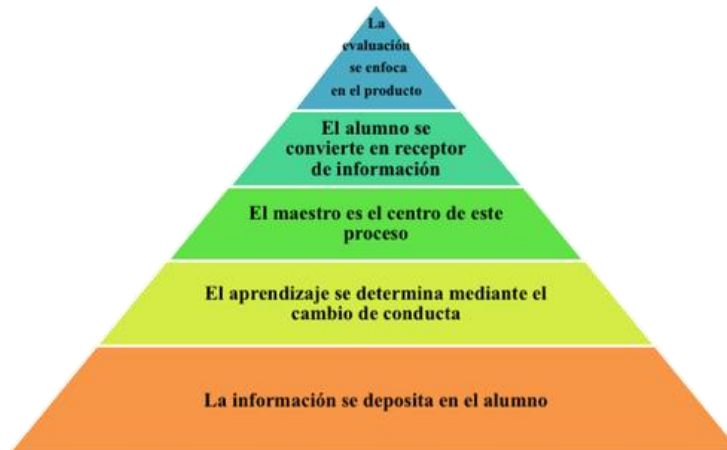 La
evaluación
se enfoca
en el producto
El alumno se
convierte en receptor
de información
El maestro es el centro de este
proceso
El aprendizaje se determina mediante el
cambio de conducta
La información se deposita en el alumno